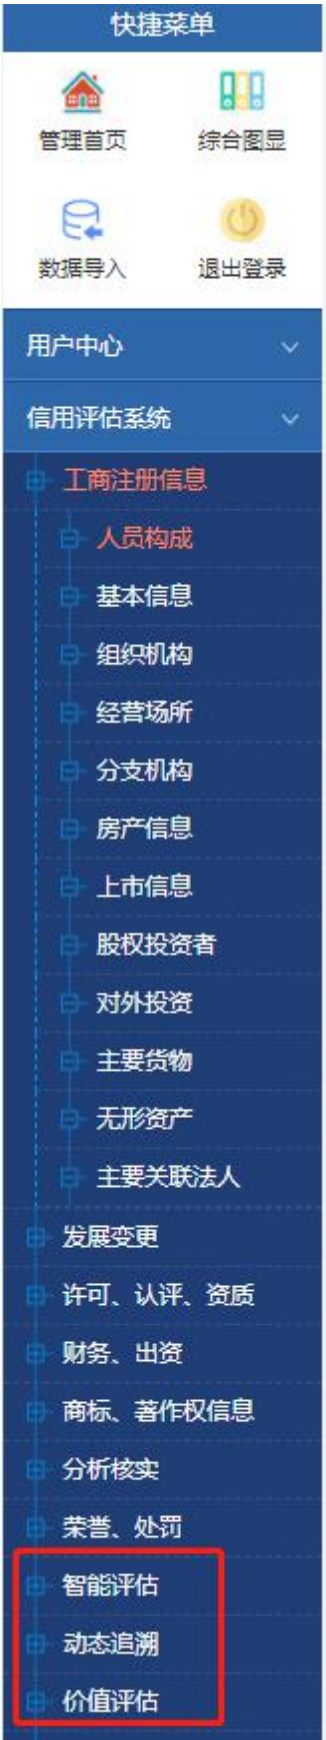 快捷菜单
管理首页 综合图显
数据导入 退出登录
用户中心
信用评估系统
工商注册信息
人员构成
基本信息
组织机构
经营场所
分支机构
房产信息
上市信息
股权投资者
对外投资
主要货物
无形资产
主要关联法人
发展变更
许可、认评、资质
财务、出资
商标、著作权信息
分析核实
荣誉、处罚
智能评估
动态追溯
价值评估